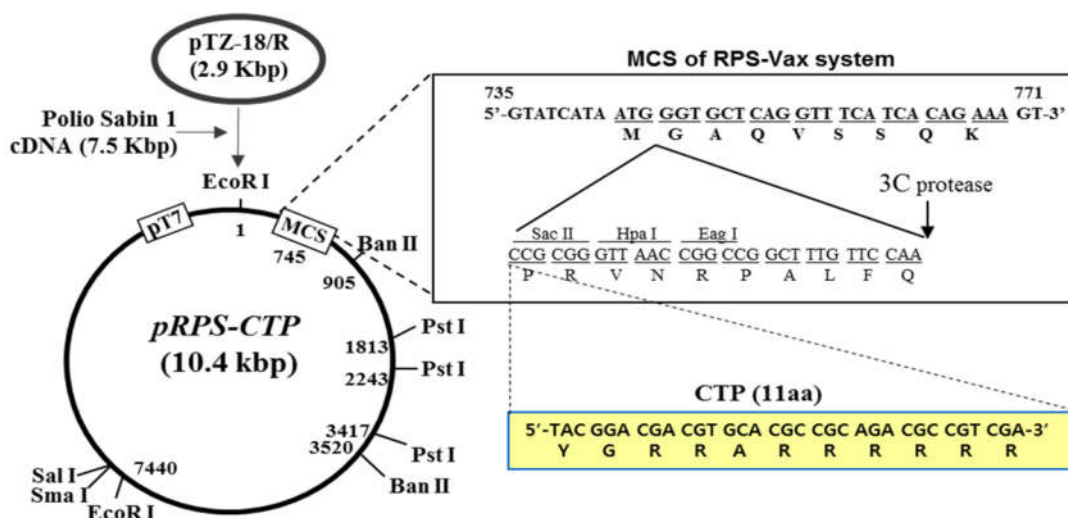 pTZ-18/R
(2.9 Kbp)
Polio Sabin 1
cDNA (7.5 Kbp)
EcoR I
pT7
1
MCS
745
Ban II
905
pRPS-CTP
(10.4 kbp)
Pst I
1813
Pst I
2243
3417
3520
Pst I
Ban II
7440
Sal I
Sma I
EcoR I
MCS of RPS-Vax system
735 771
5'-GTATCATA ATG GGT GCT CAG GTT TCA TCA CAG AAA GT-3'
M G A Q V S S Q K
3C protease
Sac II Hpa I Eag I
CCG CGG GTT AAC CGG CCG GCT TTG TTC CAA
P R V N R P A L F Q
CTP (11aa)
5'-TAC GGA CGA CGT GCA CGC CGC AGA CGC CGT CGA-3'
Y G R R A R R R R R R